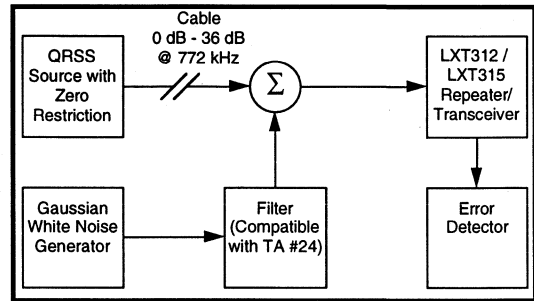 Cable
0 dB - 36 dB
@ 772 kHz
QRSS
Source with
Zero
Restriction
Σ
LXT312 /
LXT315
Repeater/
Transceiver
Gaussian
White Noise
Generator
Filter
(Compatible
with TA #24)
Error
Detector